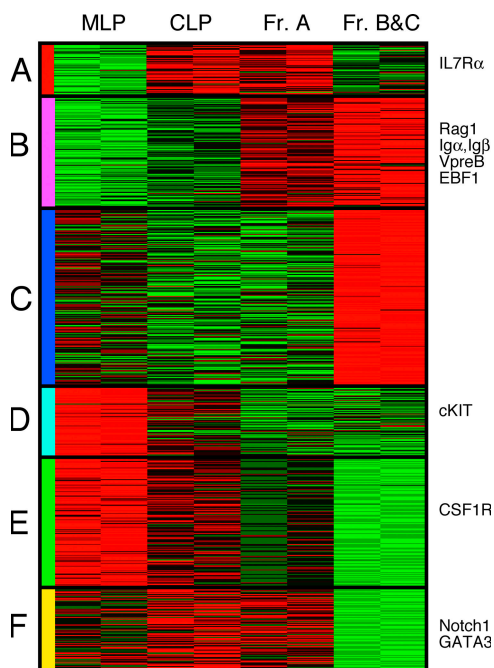 MLP CLP Fr. A Fr. B&C
A
IL7Rα
B
Rag1
Igα,Igβ
VpreB
EBF1
C
D
cKIT
E
CSF1R
F
Notch1
GATA3